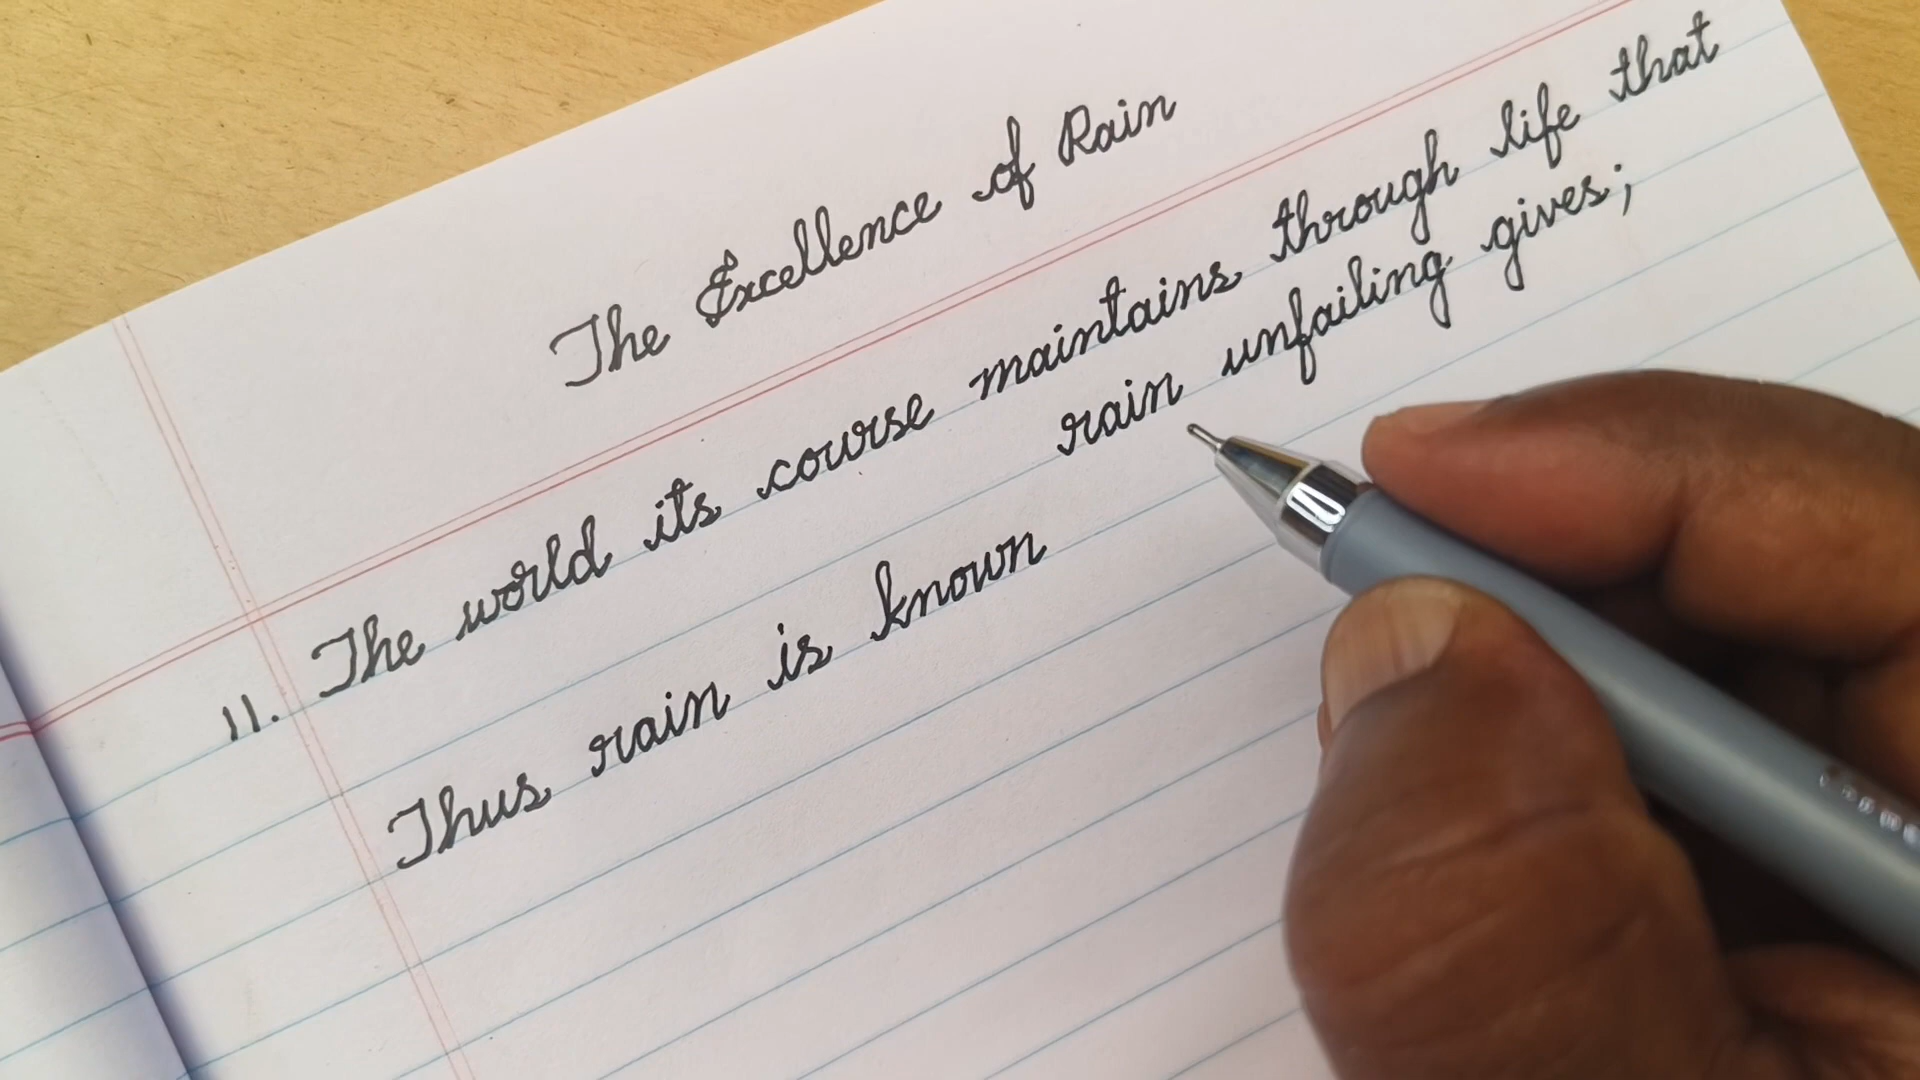 The Excellence of Rain
11. The world its course maintains through life that
rain unfailing gives;
Thus rain is known